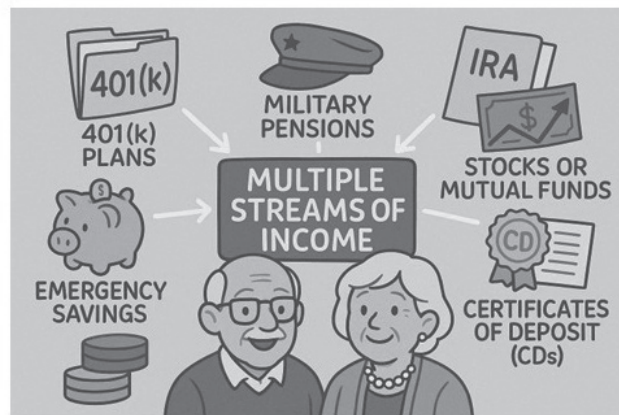 401(k)
401(k)
PLANS
MILITARY
PENSIONS
IRA
$
STOCKS OR
MUTUAL FUNDS
MULTIPLE
STREAMS OF
INCOME
$
EMERGENCY
SAVINGS
CD
CERTIFICATES
OF DEPOSIT
(CDs)